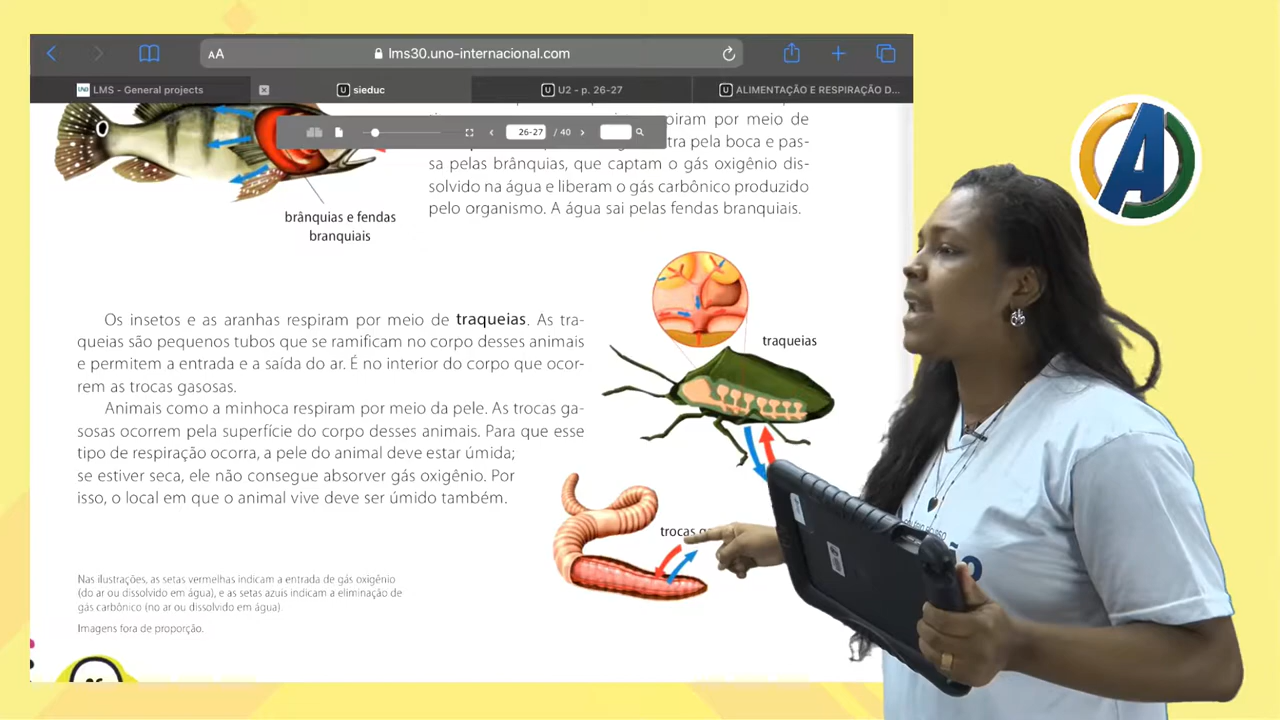 AA
lms30.uno-internacional.com
LMS - General projects
sieduc
U2 - p. 26-27
ALIMENTAÇÃO E RESPIRAÇÃO D...
26-27 / 40
por meio de
pela boca e pas-
sa pelas brânquias, que captam o gás oxigênio dis-
solvido na água e liberam o gás carbônico produzido
pelo organismo. A água sai pelas fendas branquiais.
brânquias e fendas
branquiais
Os insetos e as aranhas respiram por meio de traqueias. As tra-
queias são pequenos tubos que se ramificam no corpo desses animais
e permitem a entrada e a saída do ar. É no interior do corpo que ocor-
rem as trocas gasosas.
traqueias
Animais como a minhoca respiram por meio da pele. As trocas ga-
sosas ocorrem pela superfície do corpo desses animais. Para que esse
tipo de respiração ocorra, a pele do animal deve estar úmida;
se estiver seca, ele não consegue absorver gás oxigênio. Por
isso, o local em que o animal vive deve ser úmido também.
trocas
Nas ilustrações, as setas vermelhas indicam a entrada de gás oxigênio
(do ar ou dissolvido em água), e as setas azuis indicam a eliminação de
gás carbônico (no ar ou dissolvido em água).
Imagens fora de proporção.
A